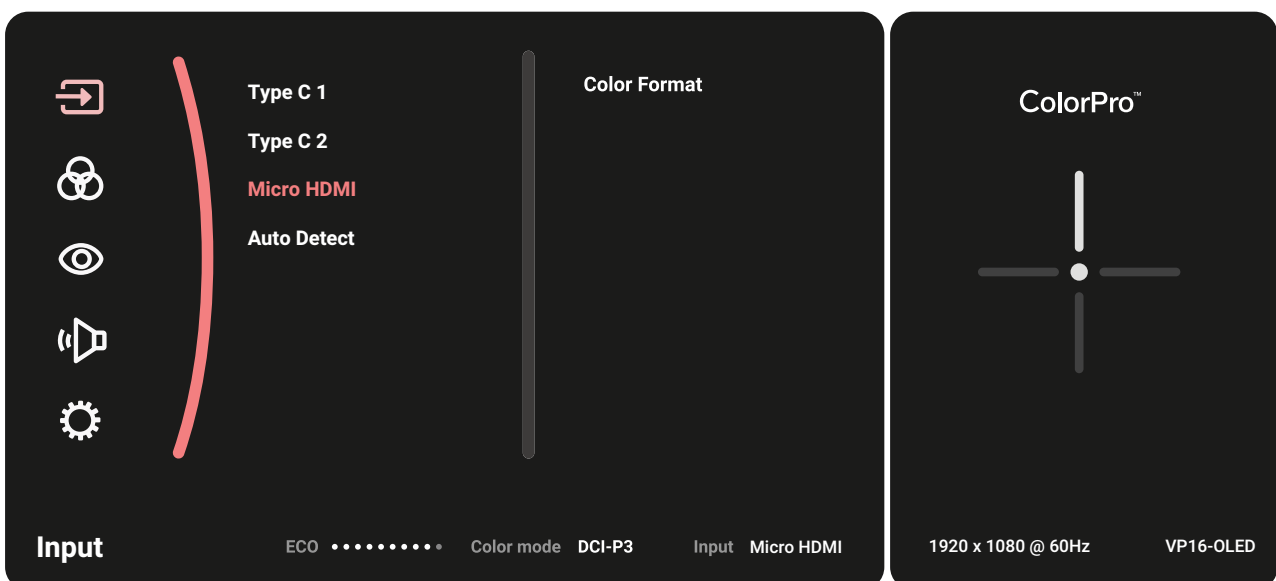 Type C 1
Type C 2
Micro HDMI
Auto Detect
Color Format
Input
ECO
Color mode DCI-P3
Input Micro HDMI
ColorPro™
1920 x 1080 @ 60Hz
VP16-OLED